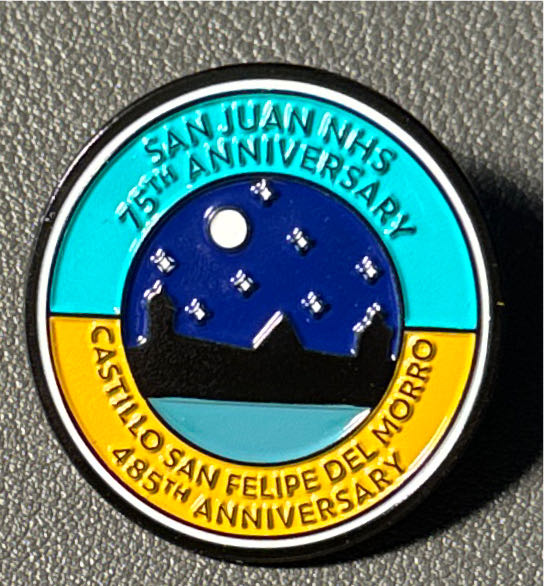 SAN JUAN NHS
75TH ANNIVERSARY
CASTILLO SAN FELIPE DEL MORRO
485TH ANNIVERSARY